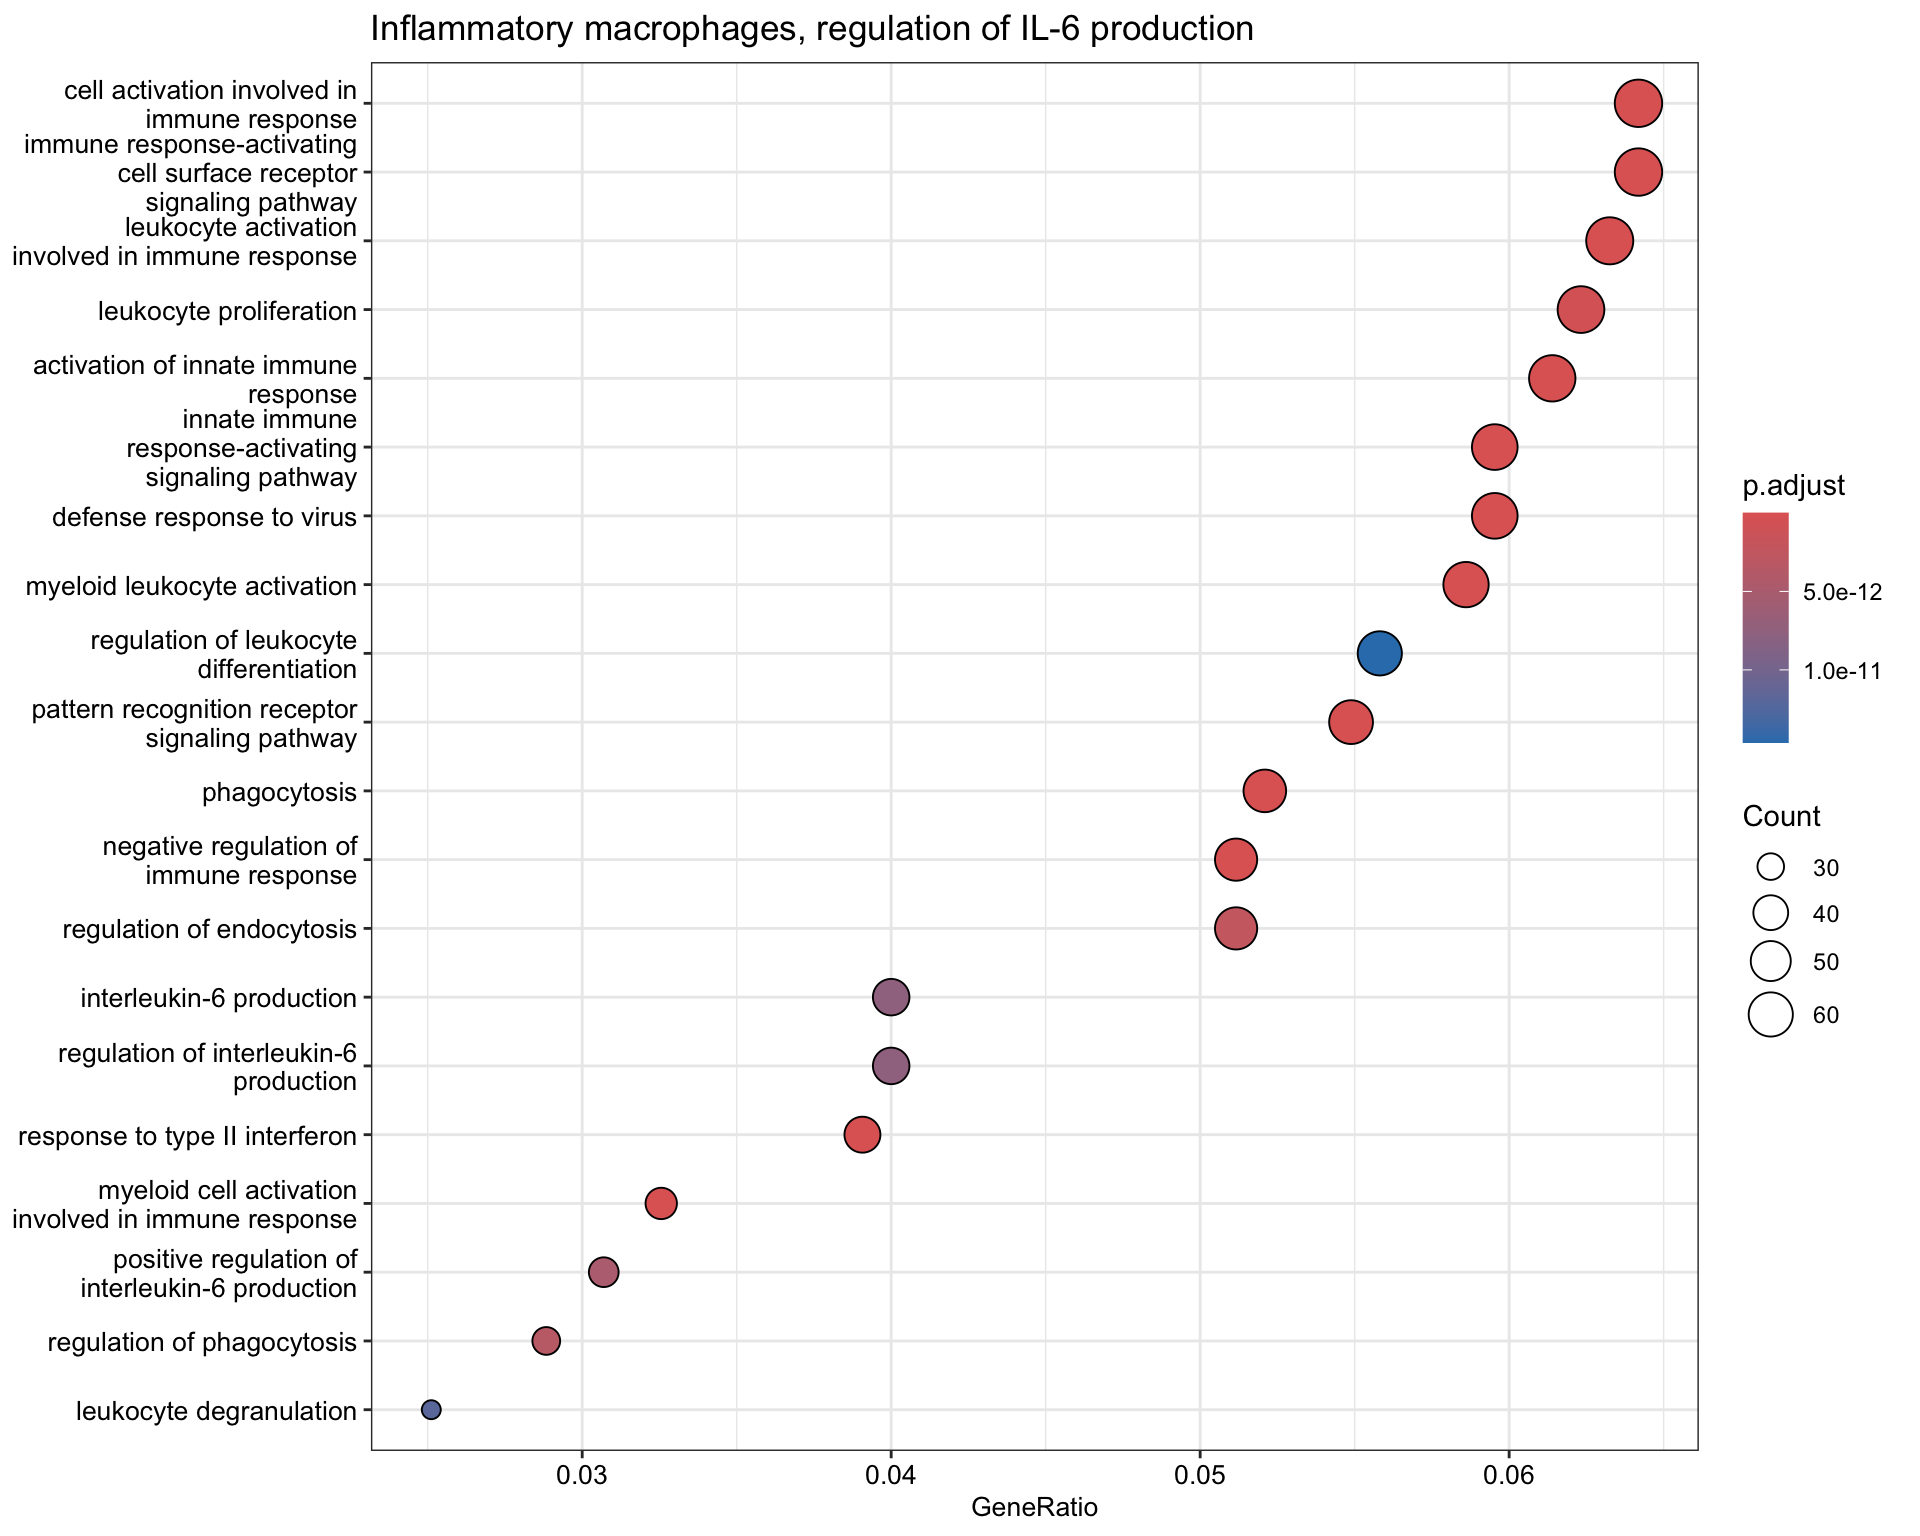 Inflammatory macrophages, regulation of IL-6 production
cell activation involved in
immune response
immune response-activating
cell surface receptor
signaling pathway
leukocyte activation
involved in immune response
leukocyte proliferation
activation of innate immune
response
innate immune
response-activating
signaling pathway
defense response to virus
myeloid leukocyte activation
regulation of leukocyte
differentiation
pattern recognition receptor
signaling pathway
phagocytosis
negative regulation of
immune response
regulation of endocytosis
interleukin-6 production
regulation of interleukin-6
production
response to type II interferon
myeloid cell activation
involved in immune response
positive regulation of
interleukin-6 production
regulation of phagocytosis
leukocyte degranulation
0.03 0.04 0.05 0.06
GeneRatio
p.adjust
5.0e-12
1.0e-11
Count
30
40
50
60